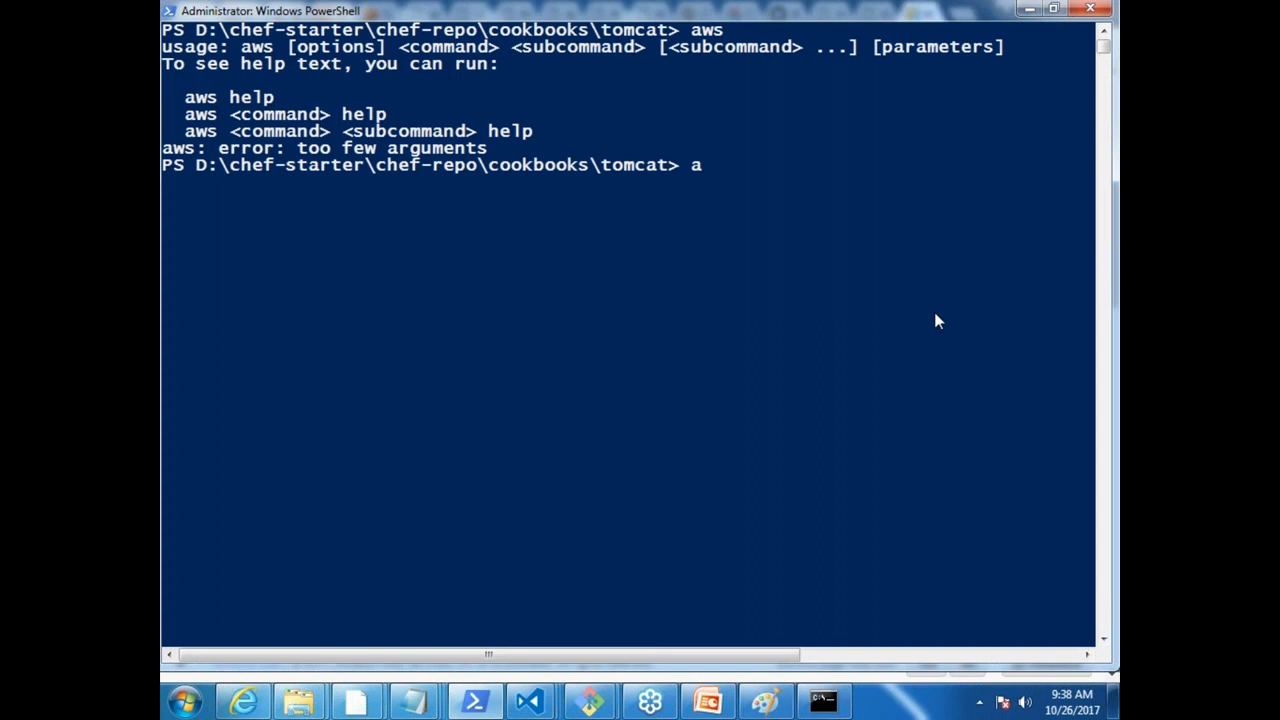 Administrator: Windows PowerShell
PS D:\chef-starter\chef-repo\cookbooks\tomcat> aws
usage: aws [options] <command> <subcommand> [<subcommand> ...] [parameters]
To see help text, you can run:
aws help
aws <command> help
aws <command> <subcommand> help
aws: error: too few arguments
PS D:\chef-starter\chef-repo\cookbooks\tomcat> a
9:38 AM
10/26/2017